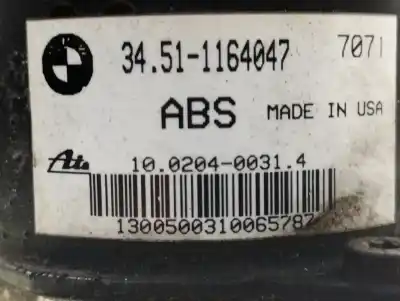 34.51-1164047 7071
ABS MADE IN USA
Ate 10.0204-0031.4
1300500310065787